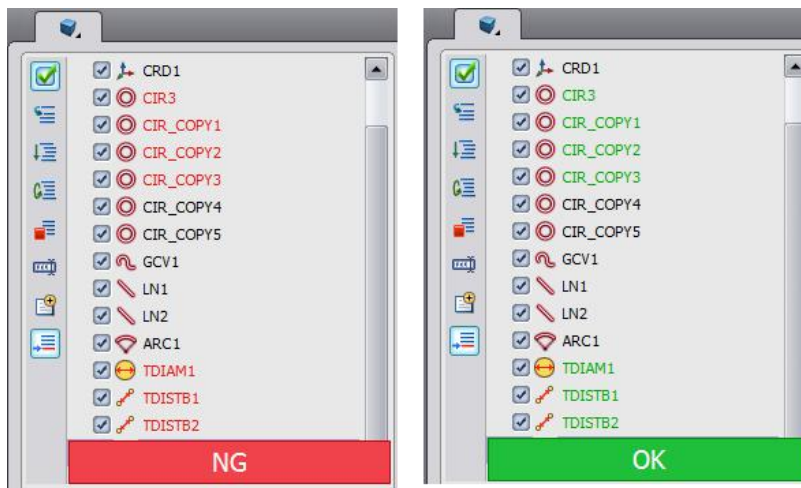 CRD1
CIR3
CIR_COPY1
CIR_COPY2
CIR_COPY3
CIR_COPY4
CIR_COPY5
GCV1
LN1
LN2
ARC1
TDIAM1
TDISTB1
TDISTB2
NG
CRD1
CIR3
CIR_COPY1
CIR_COPY2
CIR_COPY3
CIR_COPY4
CIR_COPY5
GCV1
LN1
LN2
ARC1
TDIAM1
TDISTB1
TDISTB2
OK